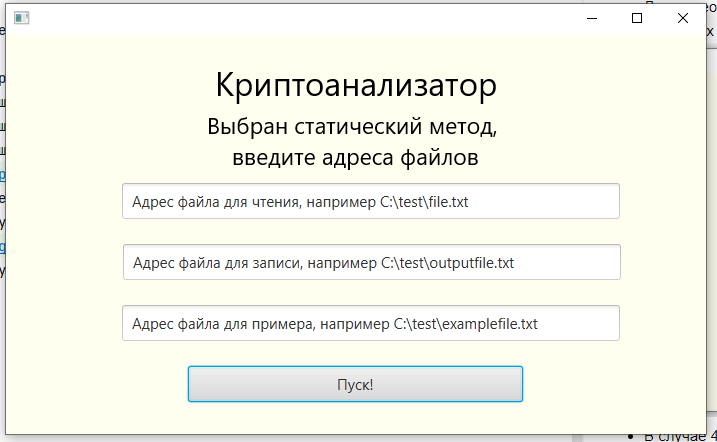 Криптоанализатор
Выбран статический метод,
введите адреса файлов
Адрес файла для чтения, например C:\test\file.txt
Адрес файла для записи, например C:\test\outputfile.txt
Адрес файла для примера, например C:\test\examplefile.txt
Пуск!
В случае 4